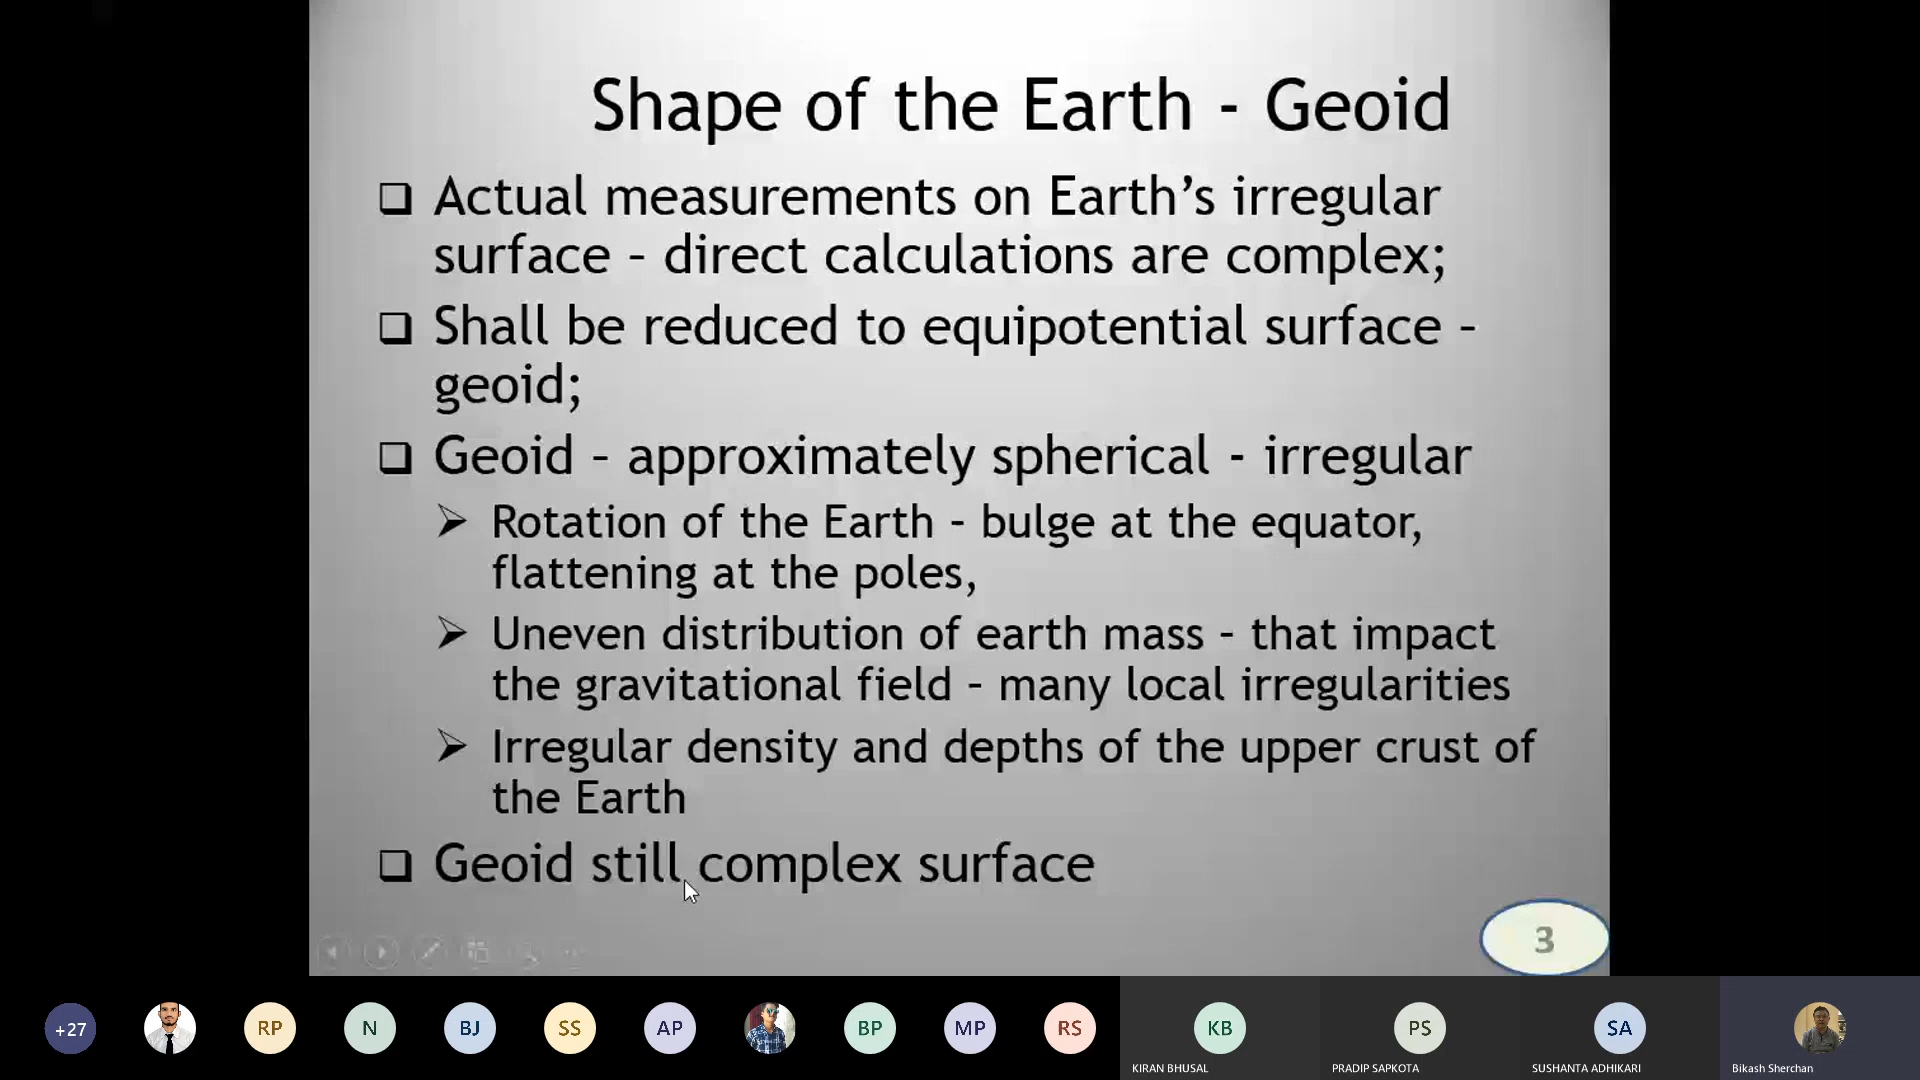 Shape of the Earth - Geoid
Actual measurements on Earth’s irregular
surface – direct calculations are complex;
Shall be reduced to equipotential surface –
geoid;
Geoid – approximately spherical - irregular
Rotation of the Earth – bulge at the equator,
flattening at the poles,
Uneven distribution of earth mass – that impact
the gravitational field – many local irregularities
Irregular density and depths of the upper crust of
the Earth
Geoid still complex surface
3
+27
RP
N
BJ
SS
AP
BP
MP
RS
KB
PS
SA
KIRAN BHUSAL
PRADIP SAPKOTA
SUSHANTA ADHIKARI
Bikash Sherchan